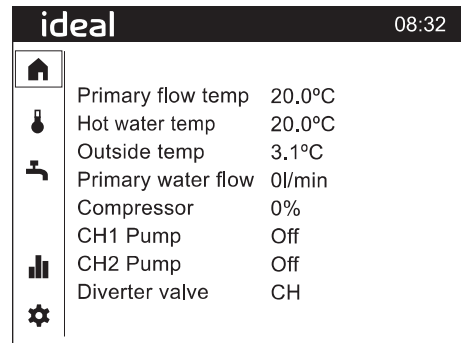 ideal 08:32
Primary flow temp 20.0ºC
Hot water temp 20.0ºC
Outside temp 3.1ºC
Primary water flow 0l/min
Compressor 0%
CH1 Pump Off
CH2 Pump Off
Diverter valve CH